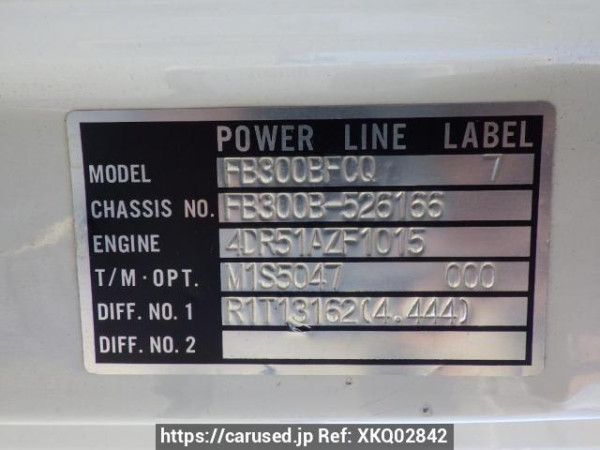 POWER LINE LABEL
MODEL FB300BFCQ 7
CHASSIS NO. FB300B-526166
ENGINE 4DR51AZF1015
T/M·OPT. M1S5047 000
DIFF. NO. 1 R1T13162(4.444)
DIFF. NO. 2
https://carused.jp Ref: XKQ02842